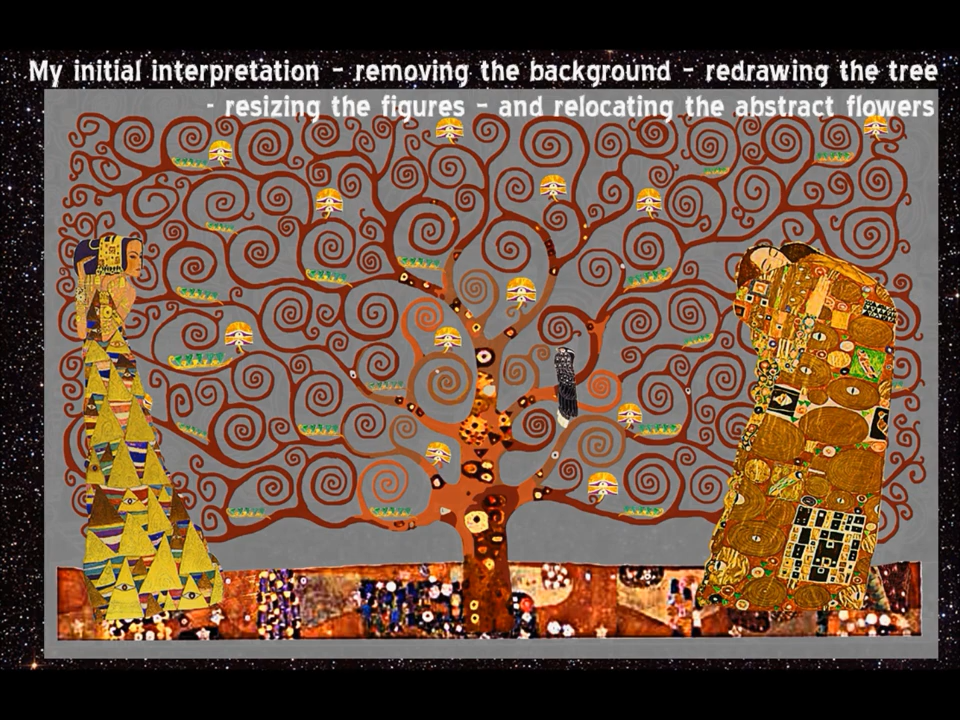 My initial interpretation - removing the background - redrawing the tree
- resizing the figures - and relocating the abstract flowers